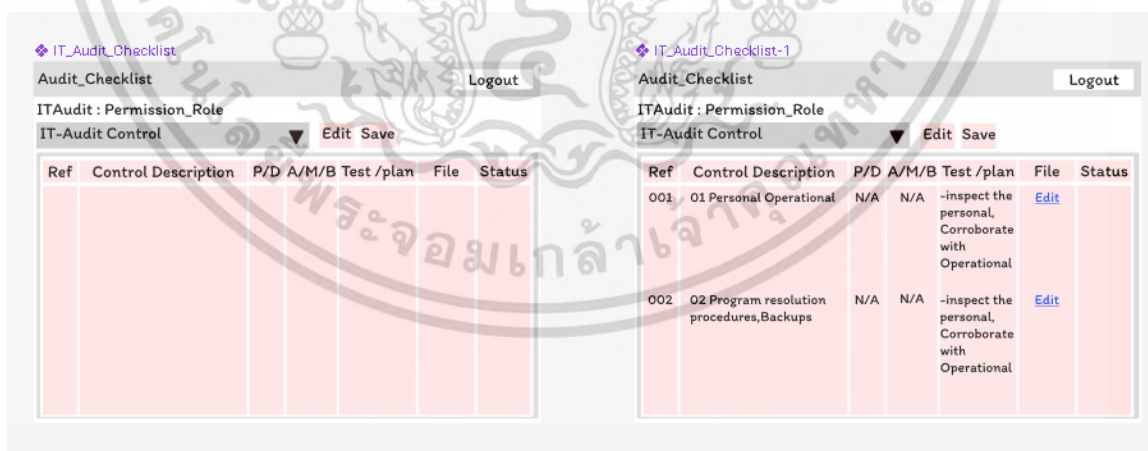 IT_Audit_Checklist
Audit_Checklist Logout
ITAudit : Permission_Role
IT-Audit Control Edit Save
Ref Control Description P/D A/M/B Test /plan File Status
IT_Audit_Checklist-1
Audit_Checklist Logout
ITAudit : Permission_Role
IT-Audit Control Edit Save
Ref Control Description P/D A/M/B Test /plan File Status
001 01 Personal Operational N/A N/A -inspect the Edit
personal,
Corroborate
with
Operational
002 02 Program resolution N/A N/A -inspect the Edit
procedures,Backups personal,
Corroborate
with
Operational